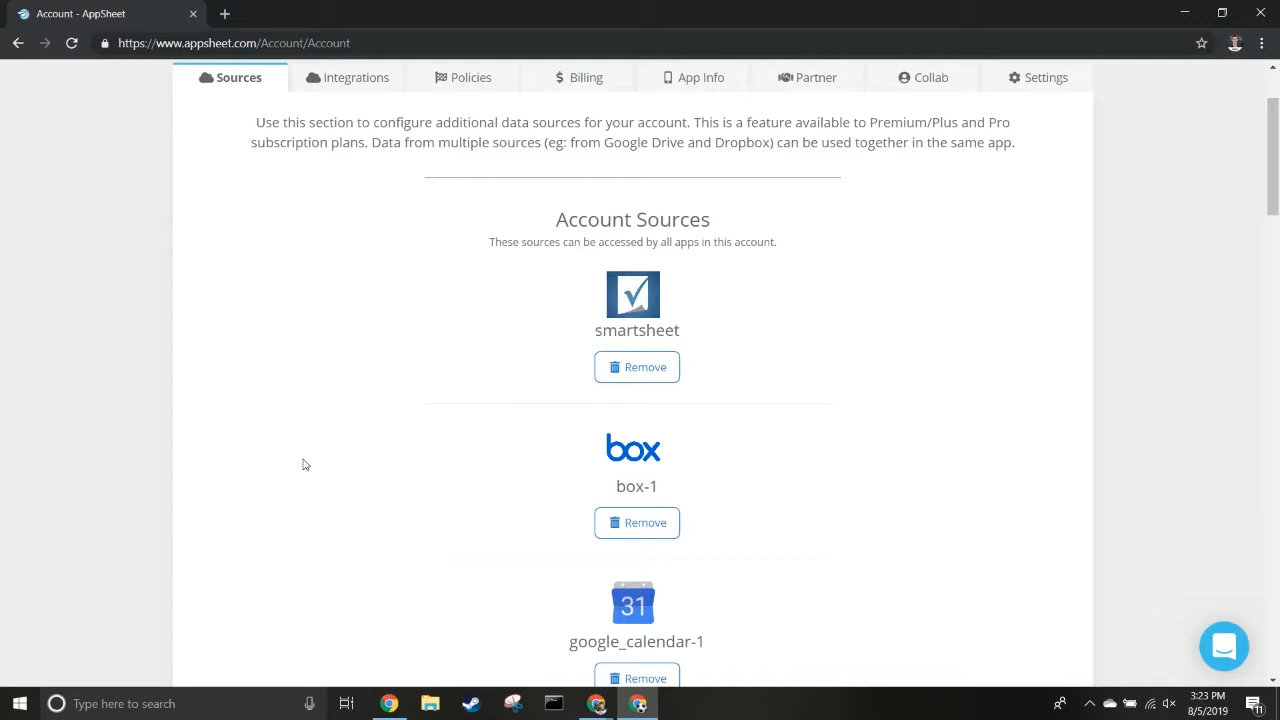 Account - AppSheet
https://www.appsheet.com/Account/Account
Sources
Integrations
Policies
Billing
App Info
Partner
Collab
Settings
Use this section to configure additional data sources for your account. This is a feature available to Premium/Plus and Pro
subscription plans. Data from multiple sources (eg: from Google Drive and Dropbox) can be used together in the same app.
Account Sources
These sources can be accessed by all apps in this account.
smartsheet
Remove
box
box-1
Remove
31
google_calendar-1
Remove
Type here to search
3:23 PM
8/5/2019
11